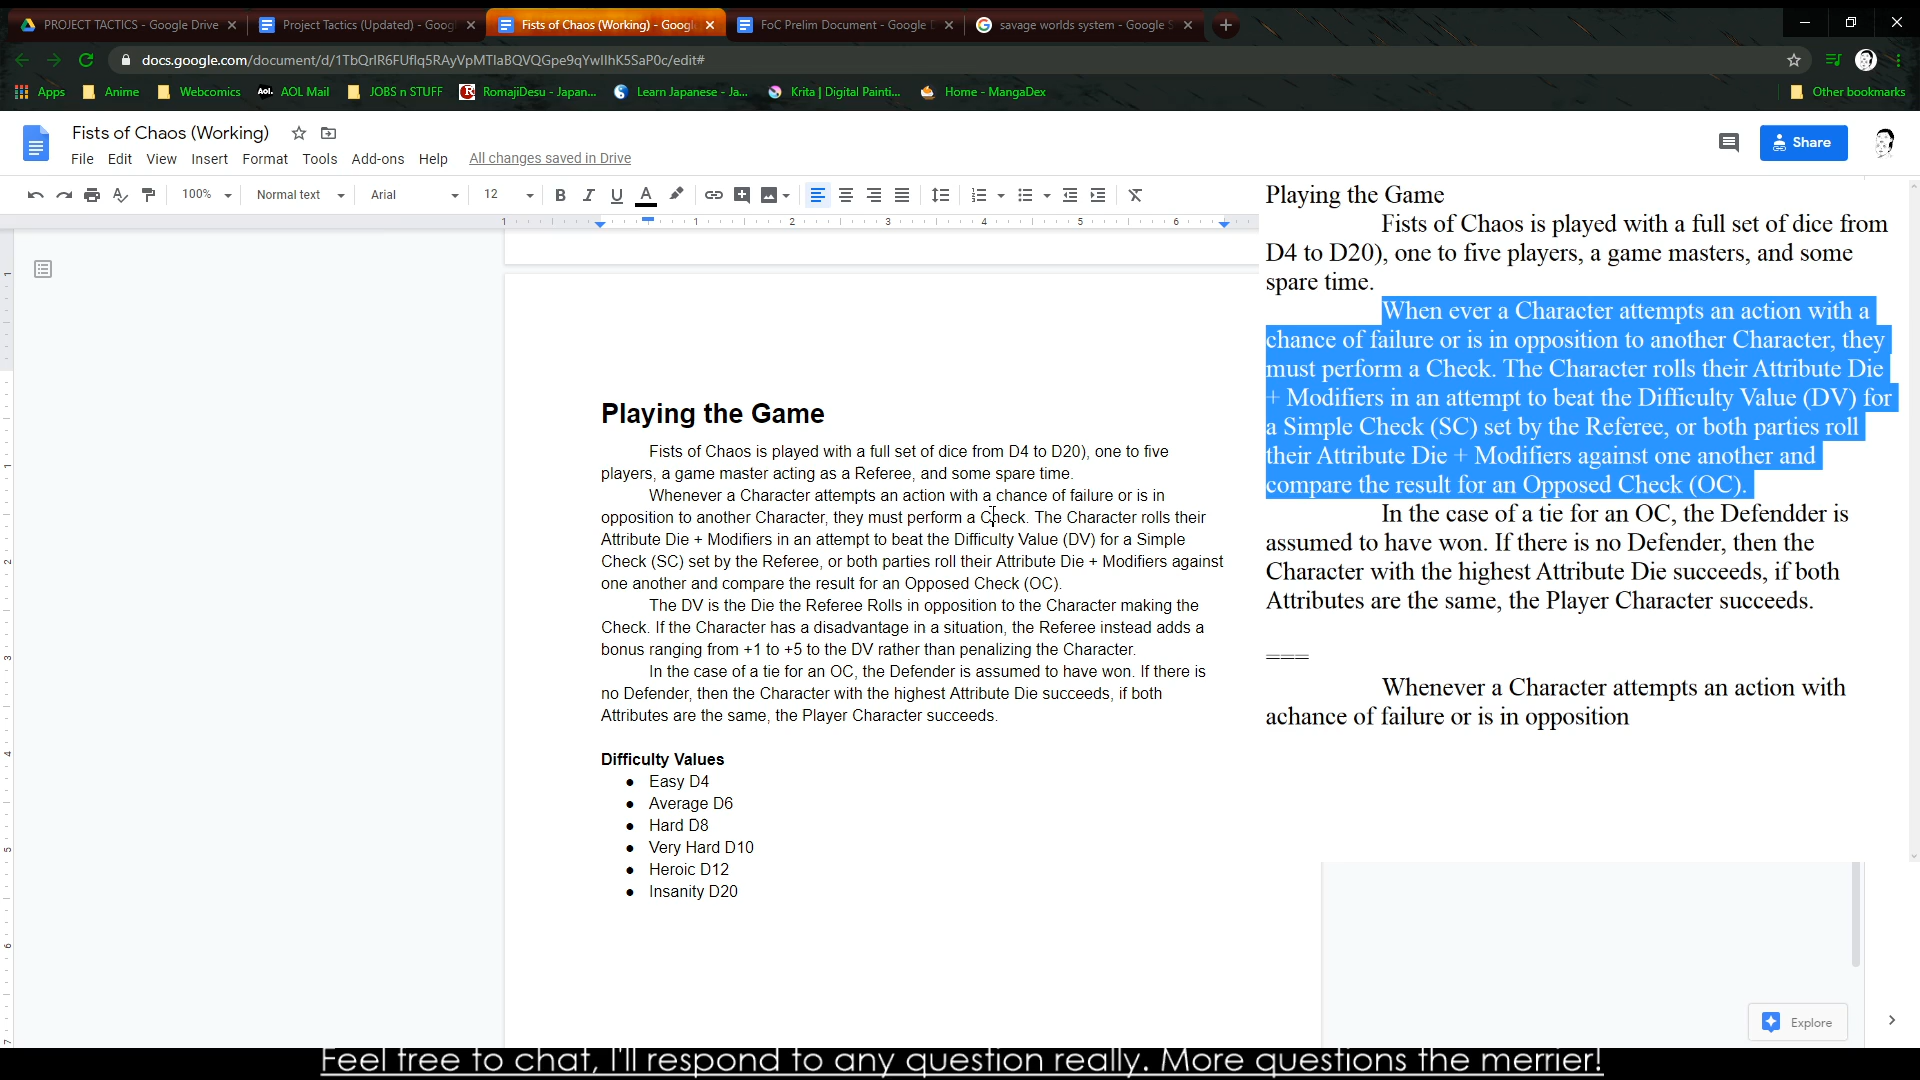 PROJECT TACTICS - Google Drive
Project Tactics (Updated) - Goog
Fists of Chaos (Working) - Googl
FoC Prelim Document - Google D
savage worlds system - Google S
docs.google.com/document/d/1TbQrIR6FUflq5RAyVpMTIaBQVQGpe9qYwIIhK5SaP0c/edit#
Apps
Anime
Webcomics
AOL Mail
JOBS n STUFF
RomajiDesu - Japan...
Learn Japanese - Ja...
Krita | Digital Painti...
Home - MangaDex
Other bookmarks
Fists of Chaos (Working)
File Edit View Insert Format Tools Add-ons Help All changes saved in Drive
Share
100% Normal text Arial 12
Playing the Game
Fists of Chaos is played with a full set of dice from D4 to D20), one to five
players, a game master acting as a Referee, and some spare time.
Whenever a Character attempts an action with a chance of failure or is in
opposition to another Character, they must perform a Check. The Character rolls their
Attribute Die + Modifiers in an attempt to beat the Difficulty Value (DV) for a Simple
Check (SC) set by the Referee, or both parties roll their Attribute Die + Modifiers against
one another and compare the result for an Opposed Check (OC).
The DV is the Die the Referee Rolls in opposition to the Character making the
Check. If the Character has a disadvantage in a situation, the Referee instead adds a
bonus ranging from +1 to +5 to the DV rather than penalizing the Character.
In the case of a tie for an OC, the Defender is assumed to have won. If there is
no Defender, then the Character with the highest Attribute Die succeeds, if both
Attributes are the same, the Player Character succeeds.
Difficulty Values
● Easy D4
● Average D6
● Hard D8
● Very Hard D10
● Heroic D12
● Insanity D20
Playing the Game
Fists of Chaos is played with a full set of dice from
D4 to D20), one to five players, a game masters, and some
spare time.
When ever a Character attempts an action with a
chance of failure or is in opposition to another Character, they
must perform a Check. The Character rolls their Attribute Die
+ Modifiers in an attempt to beat the Difficulty Value (DV) for
a Simple Check (SC) set by the Referee, or both parties roll
their Attribute Die + Modifiers against one another and
compare the result for an Opposed Check (OC).
In the case of a tie for an OC, the Defendder is
assumed to have won. If there is no Defender, then the
Character with the highest Attribute Die succeeds, if both
Attributes are the same, the Player Character succeeds.
===
Whenever a Character attempts an action with
achance of failure or is in opposition
Explore
Feel free to chat, I'll respond to any question really. More questions the merrier!